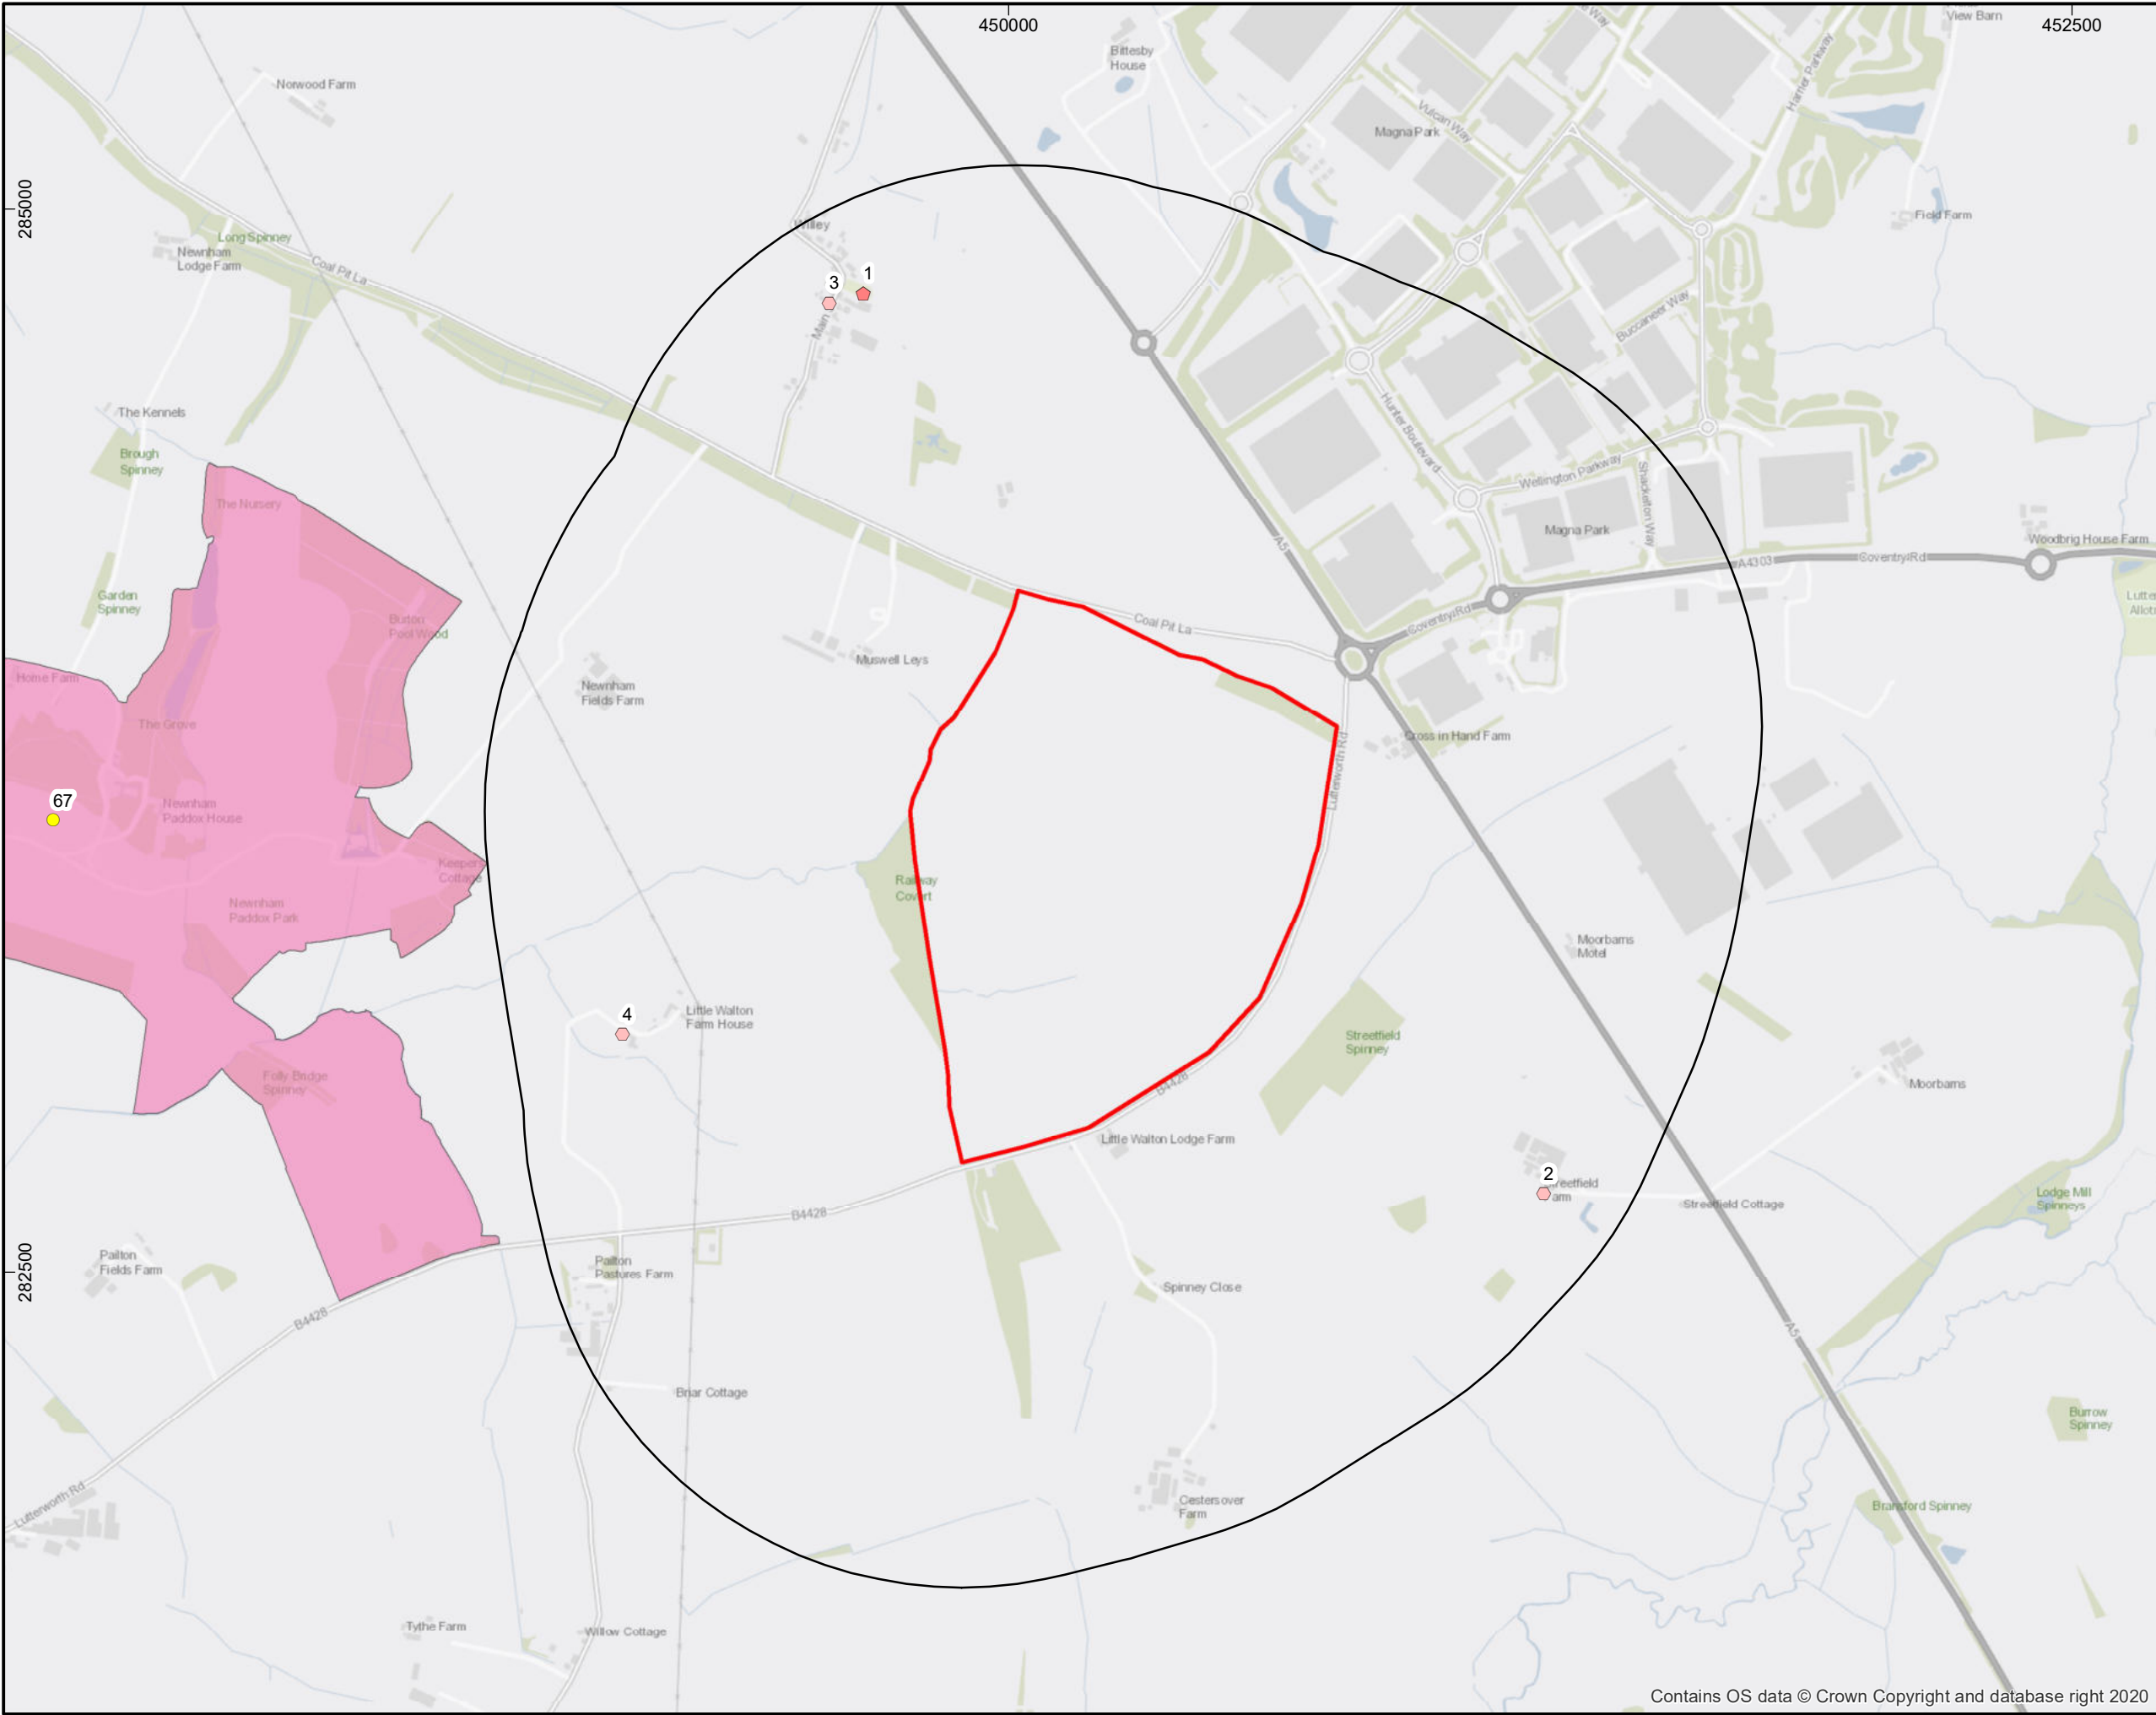 450000
452500
View Barn
Bittesby
House
Harrier Parkway
Norwood Farm
Vulcan Way
Magna Park
285000
Field Farm
Willey
Long Spinney
Newnham
Lodge Farm
Coal Pit La
3
1
Main
Buccaneer Way
The Kennels
Hunter Boulevard
Brough
Spinney
Wellington Parkway
Shackelton Way
The Nursery
Magna Park
A5
Woodbrig House Farm
A4303
Coventry Rd
Garden
Spinney
Burton
Pool Wood
Coal Pit La
Coventry Rd
Home Farm
Muswell Leys
Newnham
Fields Farm
The Grove
Cross in Hand Farm
Lutterworth Rd
67
Newnham
Paddox House
Keepers
Cottage
Railway
Covert
Newnham
Paddox Park
Moorbarns
Motel
4
Little Walton
Farm House
Streetfield
Spinney
Folly Bridge
Spinney
B4428
Moorbarns
Little Walton Lodge Farm
2
Streetfield
Farm
Streetfield Cottage
Lodge Mill
Spinneys
B4428
282500
Pailton
Fields Farm
Pailton
Pastures Farm
Spinney Close
B4428
A5
Briar Cottage
Burrow
Spinney
Lutterworth Rd
Cestersover
Farm
Bransford Spinney
Tythe Farm
Willow Cottage
Contains OS data © Crown Copyright and database right 2020